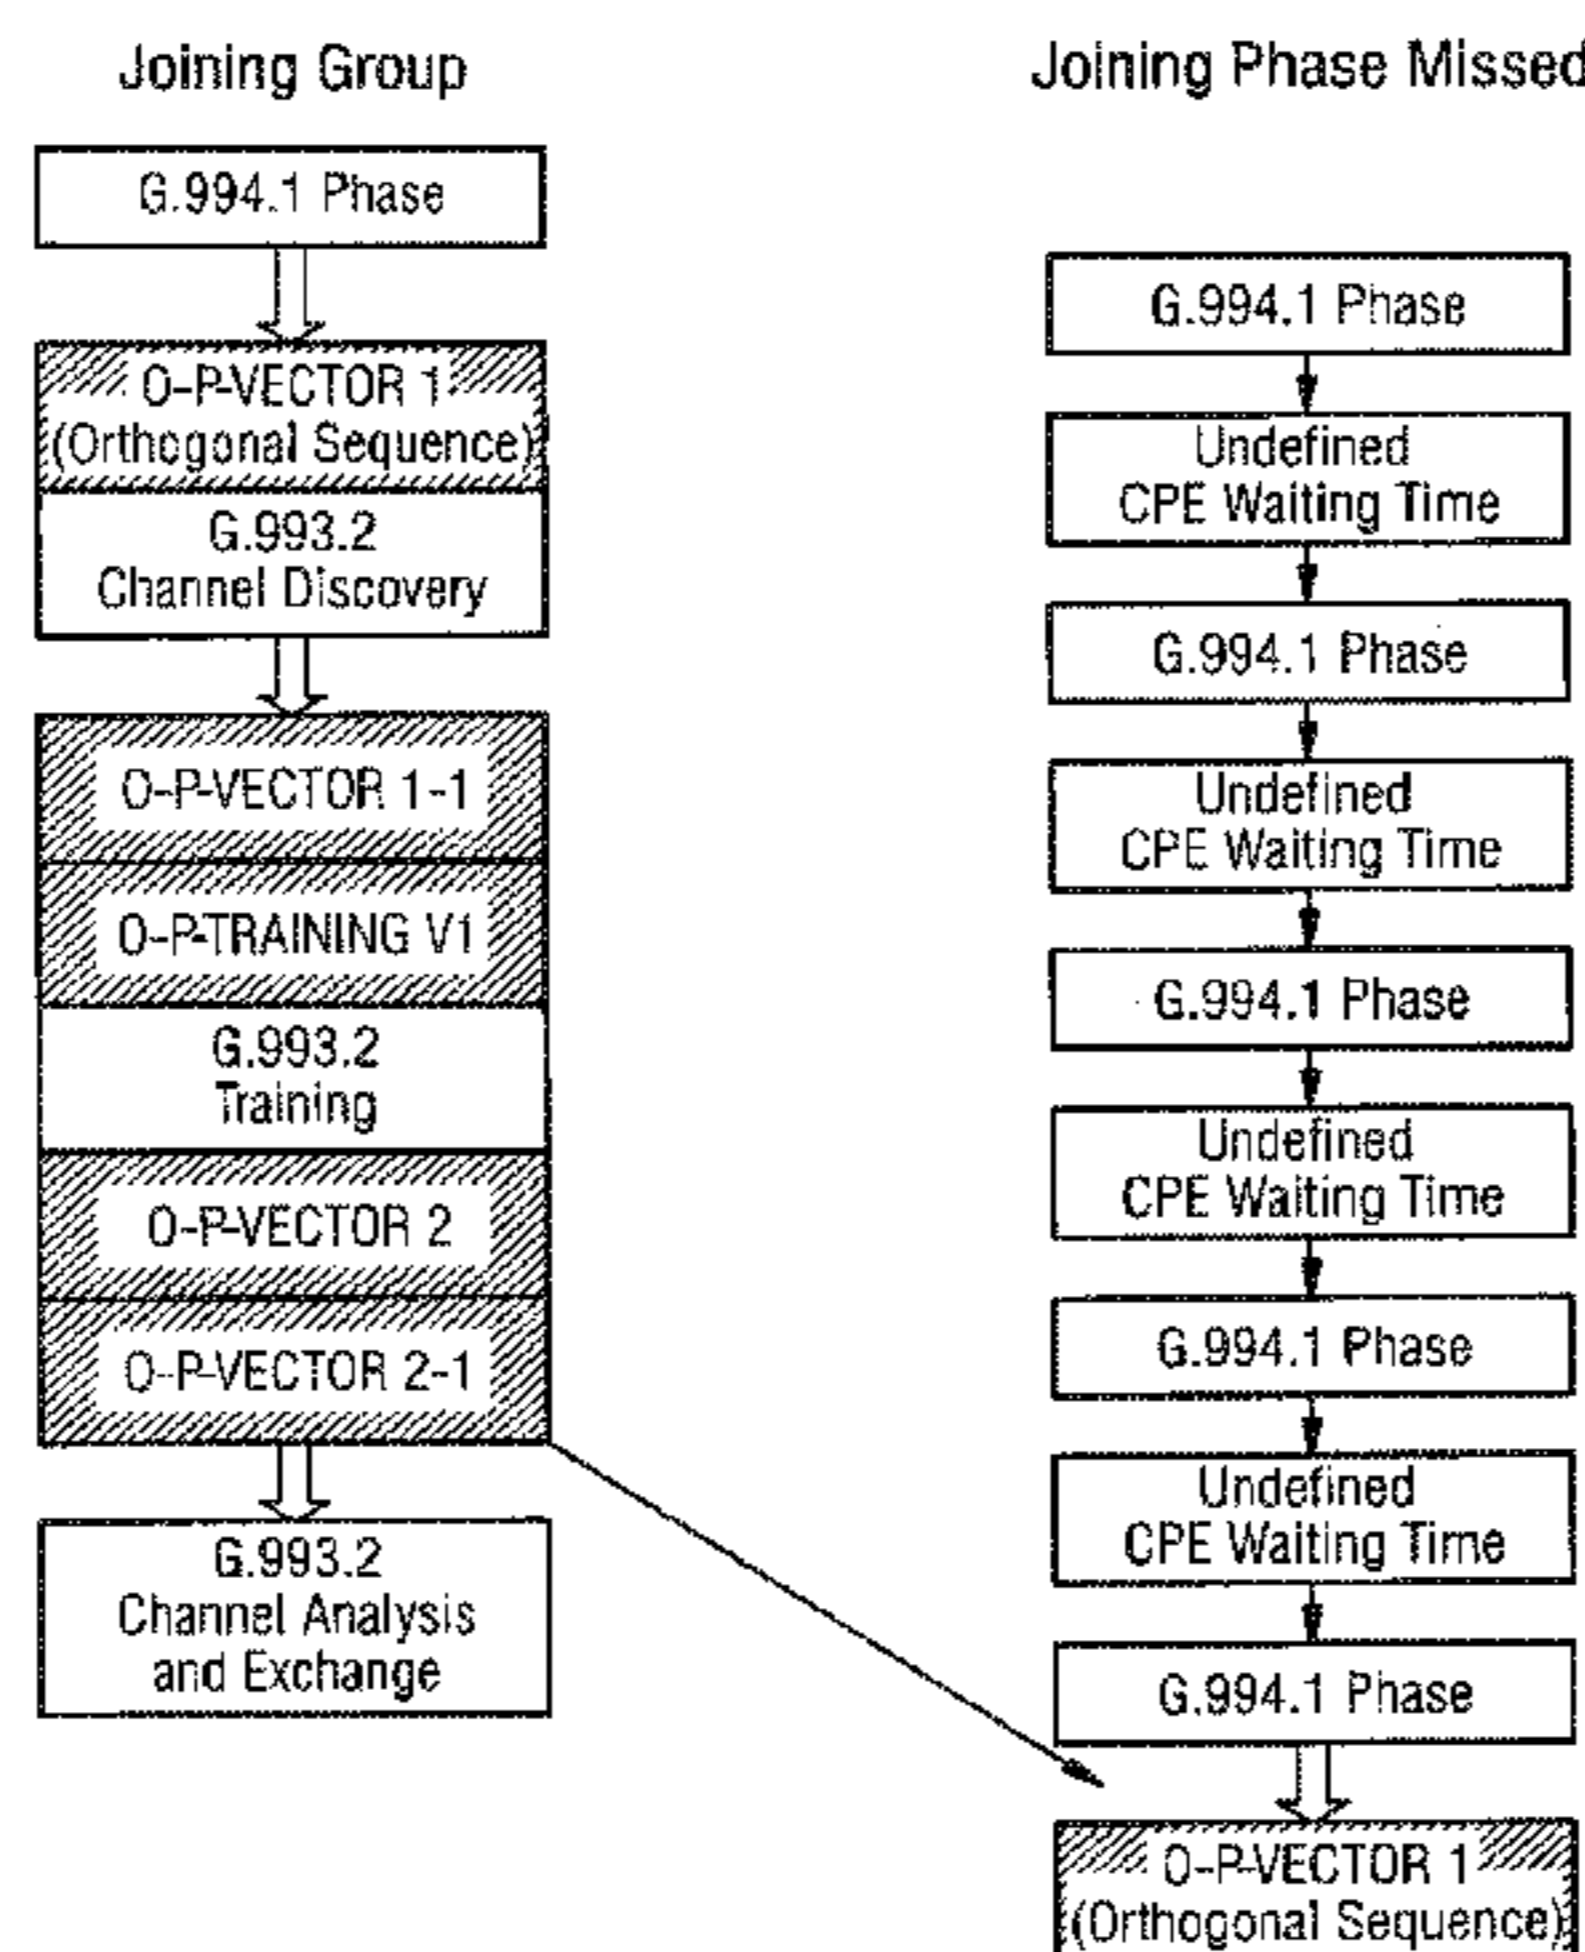 Joining Group
G.994.1 Phase
O-P-VECTOR 1
(Orthogonal Sequence)
G.993.2
Channel Discovery
O-P-VECTOR 1-1
O-P-TRAINING V1
G.993.2
Training
O-P-VECTOR 2
O-P-VECTOR 2-1
G.993.2
Channel Analysis
and Exchange
Joining Phase Missed
G.994.1 Phase
Undefined
CPE Waiting Time
G.994.1 Phase
Undefined
CPE Waiting Time
G.994.1 Phase
Undefined
CPE Waiting Time
G.994.1 Phase
Undefined
CPE Waiting Time
G.994.1 Phase
O-P-VECTOR 1
(Orthogonal Sequence)